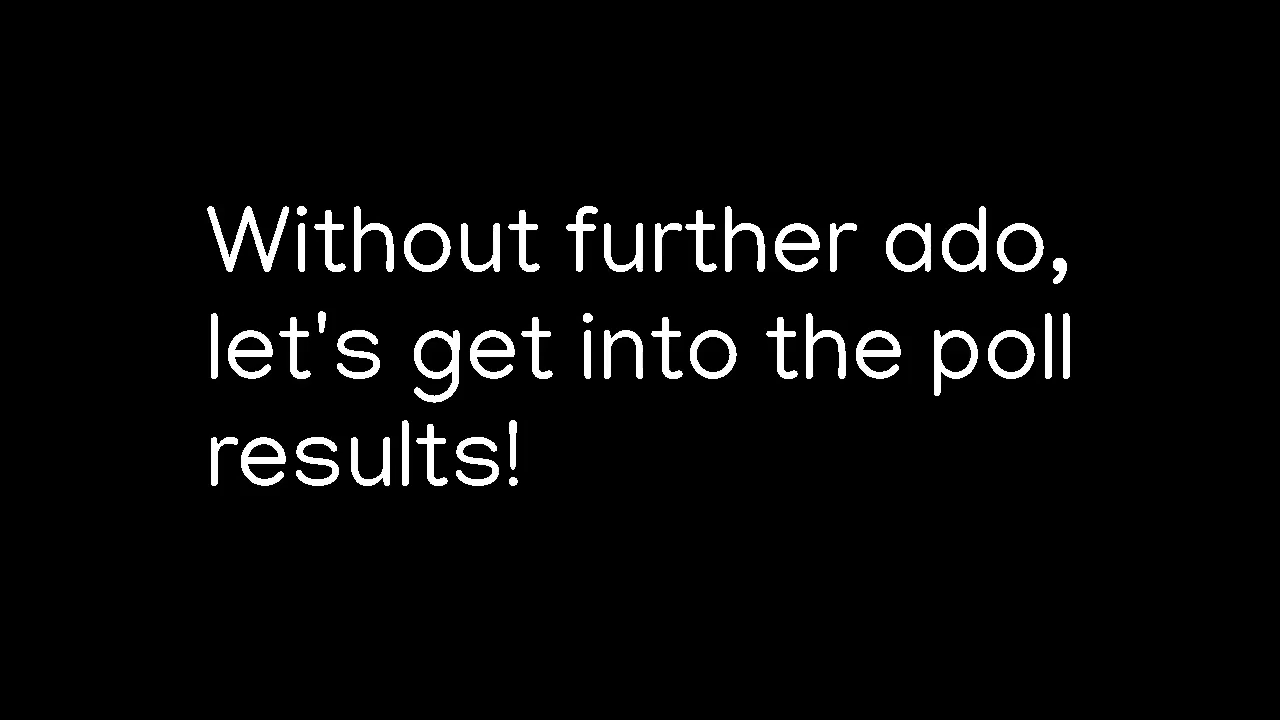 Without further ado,
let's get into the poll
results!